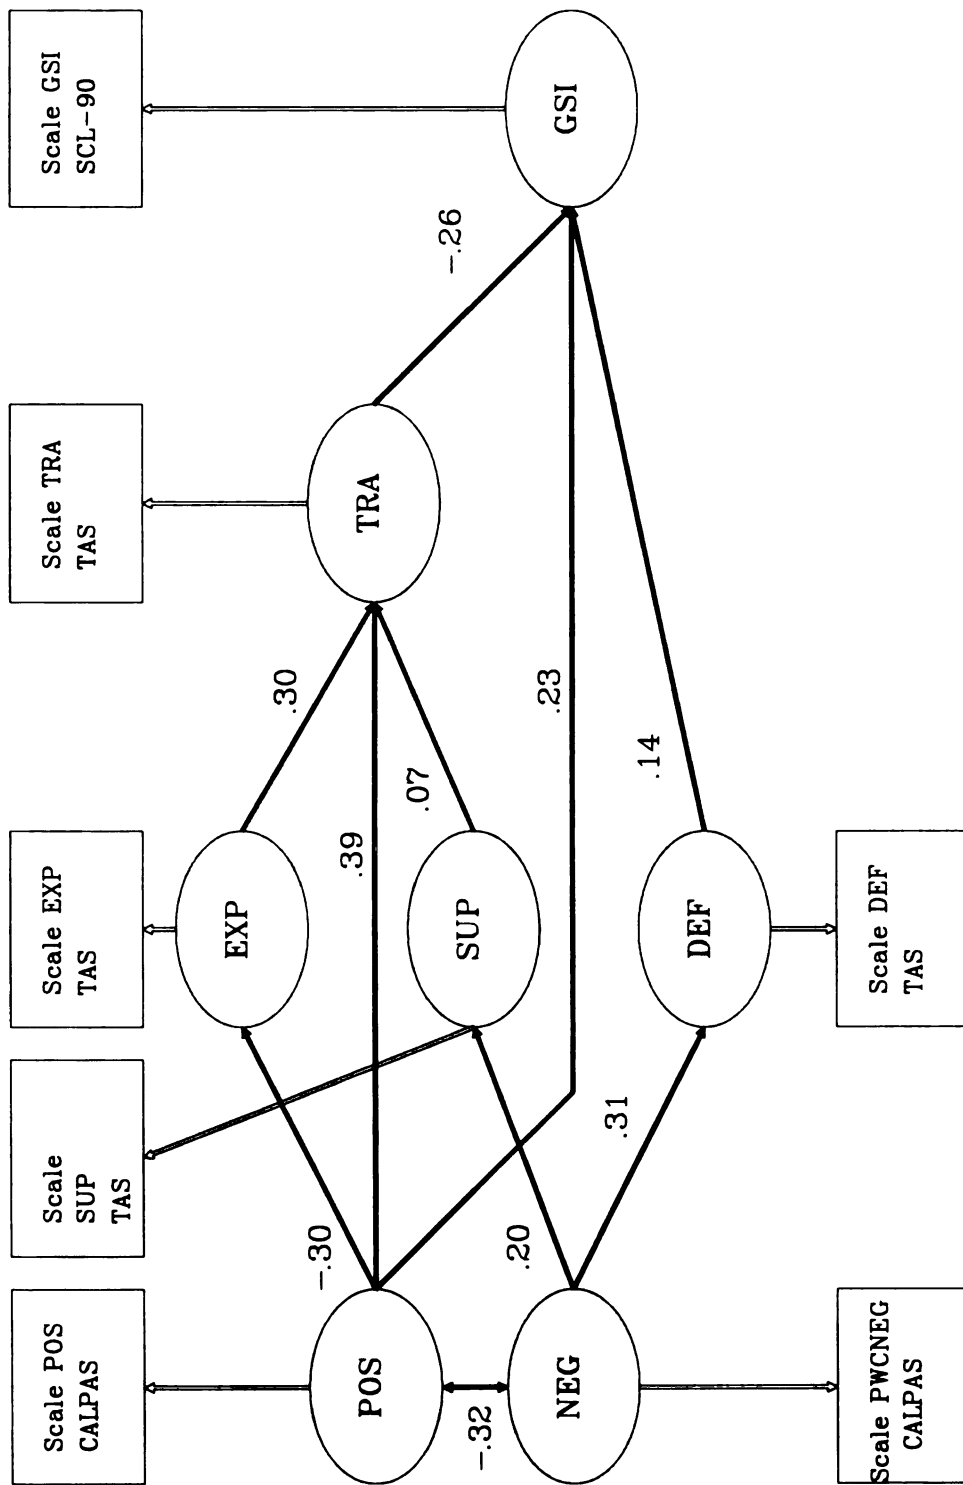 Scale POS
CALPAS
Scale
SUP
TAS
Scale EXP
TAS
Scale TRA
TAS
Scale GSI
SCL-90
POS
-.30
EXP
.30
TRA
-.26
GSI
.39
SUP
.07
.23
-.32
NEG
.20
.31
DEF
.14
Scale PWCNEG
CALPAS
Scale DEF
TAS